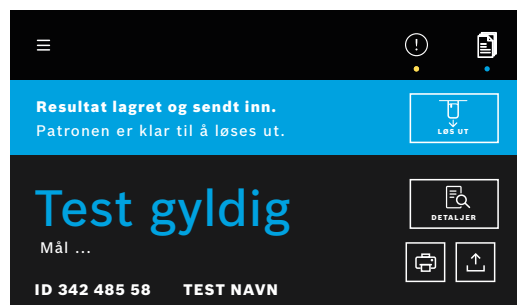 Resultat lagret og sendt inn.
Patronen er klar til å løses ut.
LØS UT
Test gyldig
DETALJER
Mål ...
ID 342 485 58 TEST NAVN